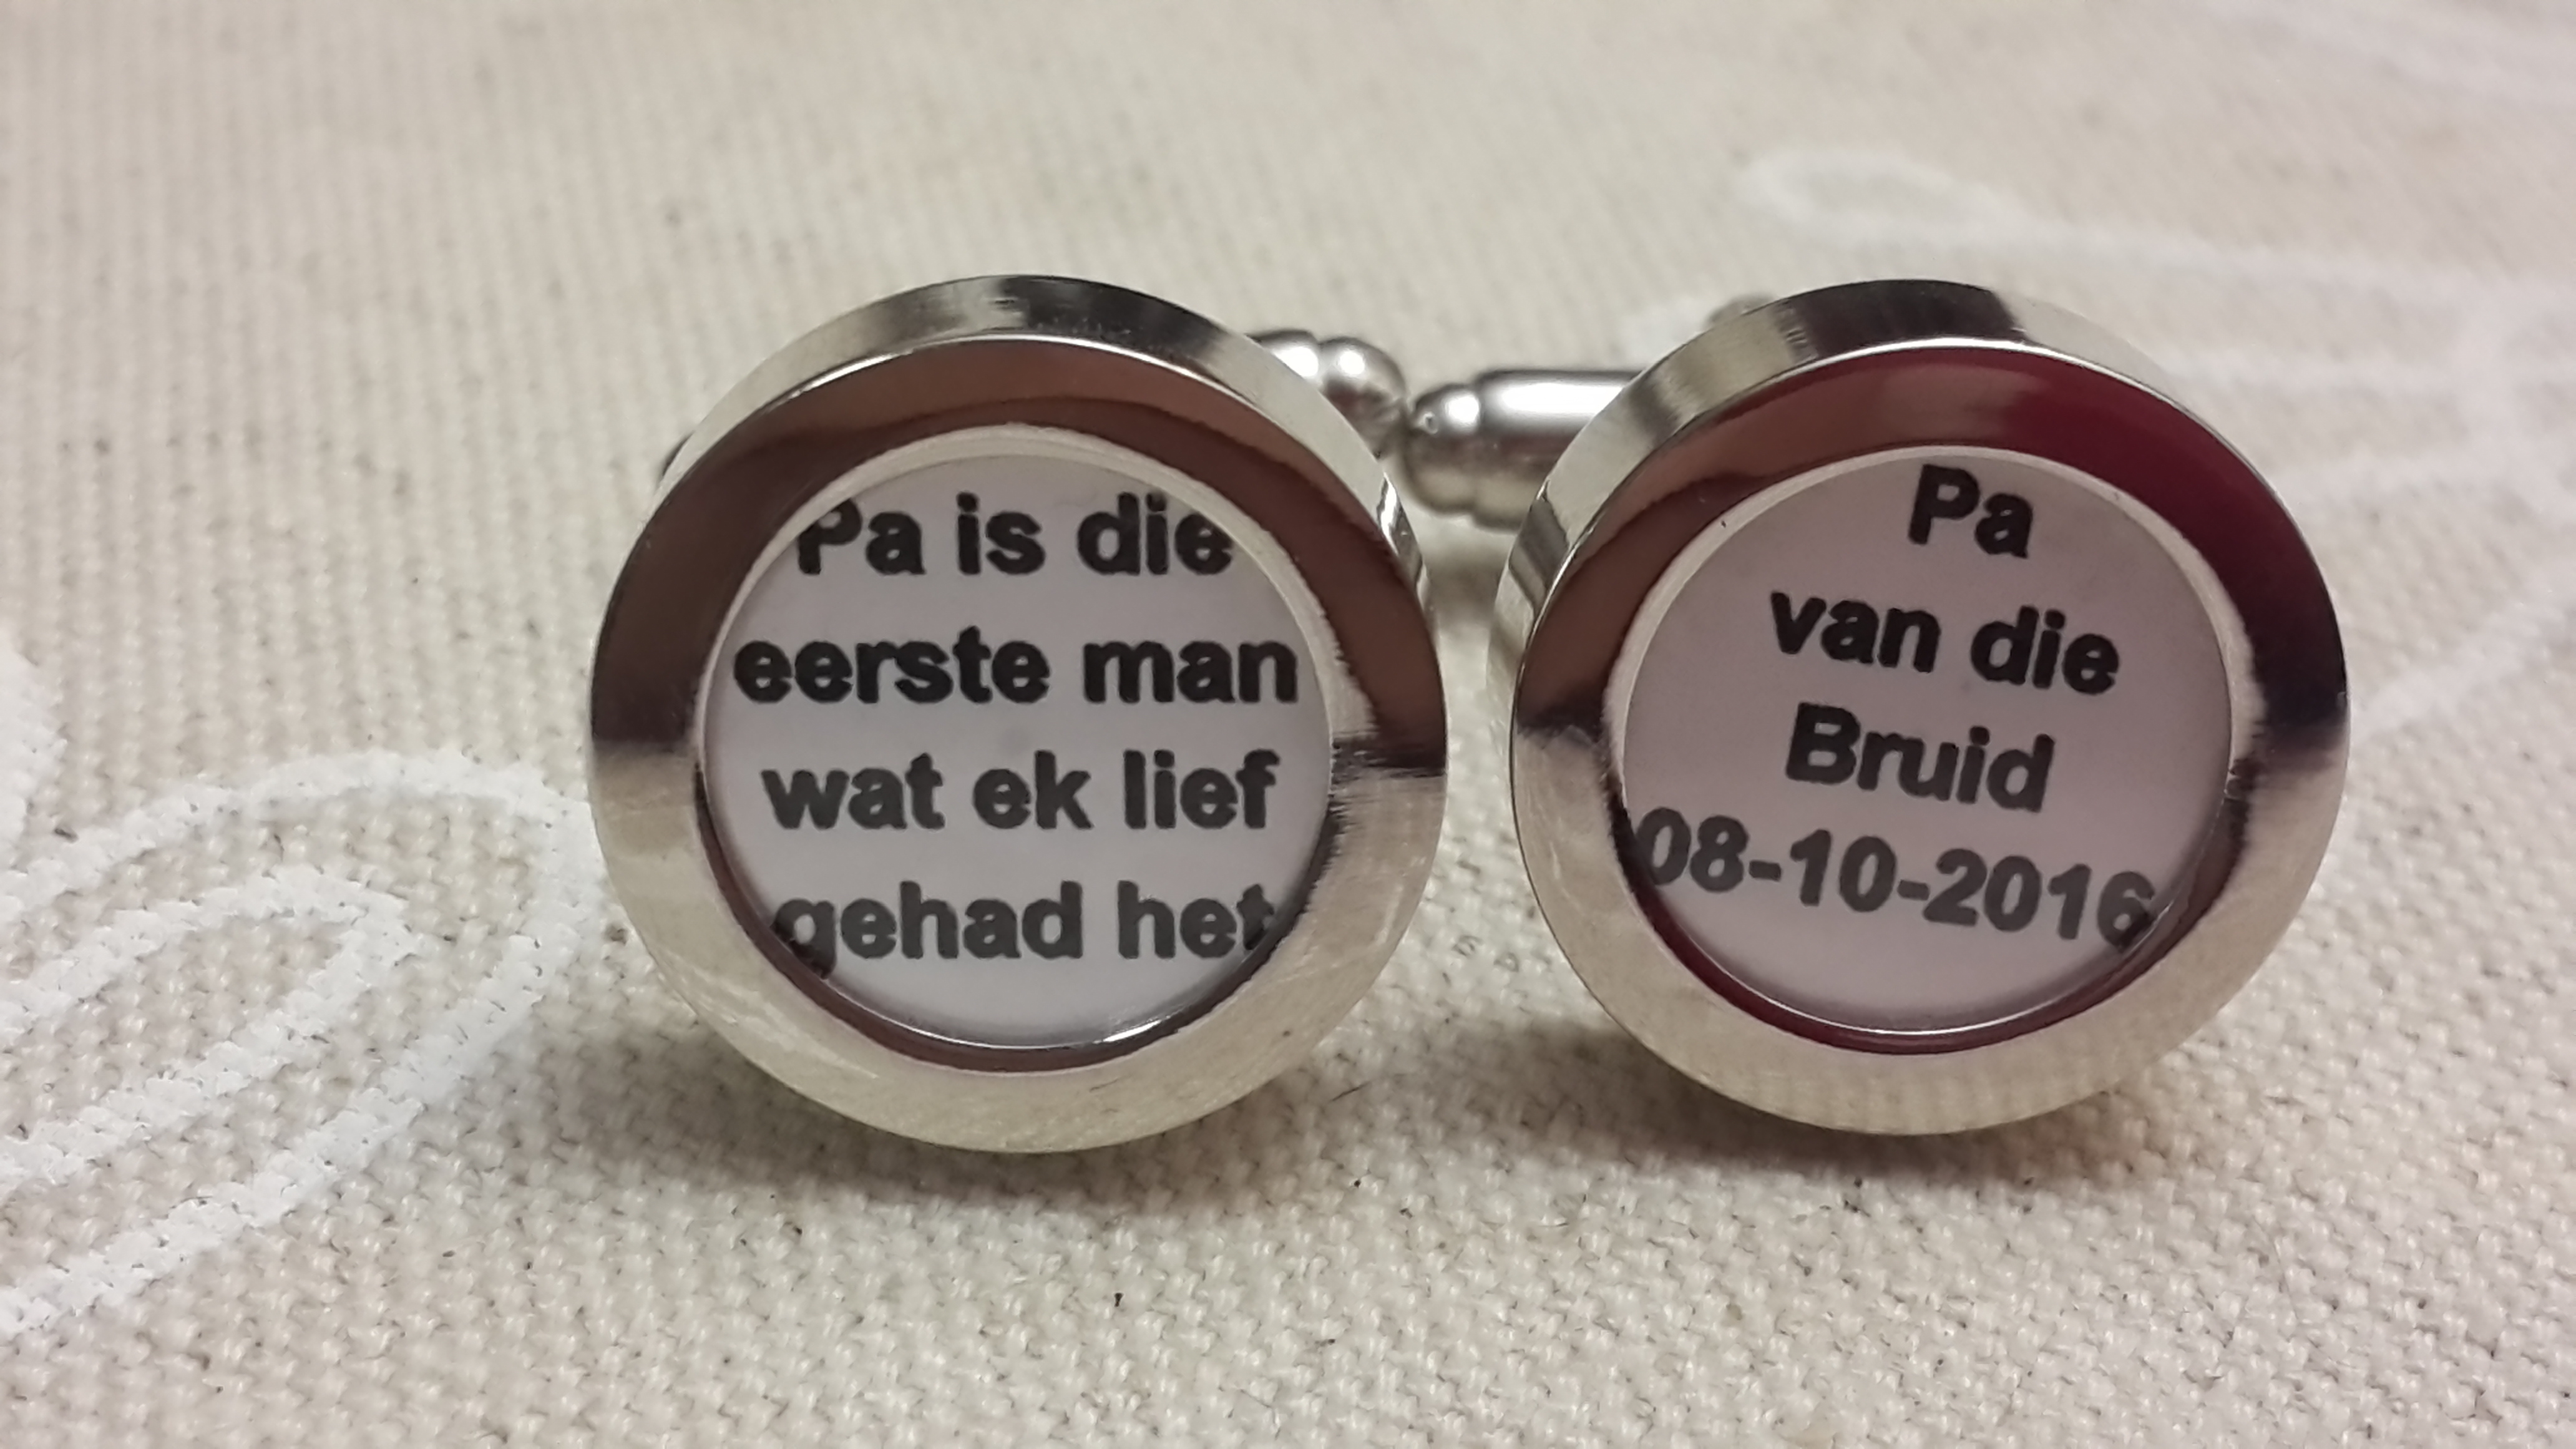 Pa is die
eerste man
wat ek lief
gehad het
Pa
van die
Bruid
08-10-2016